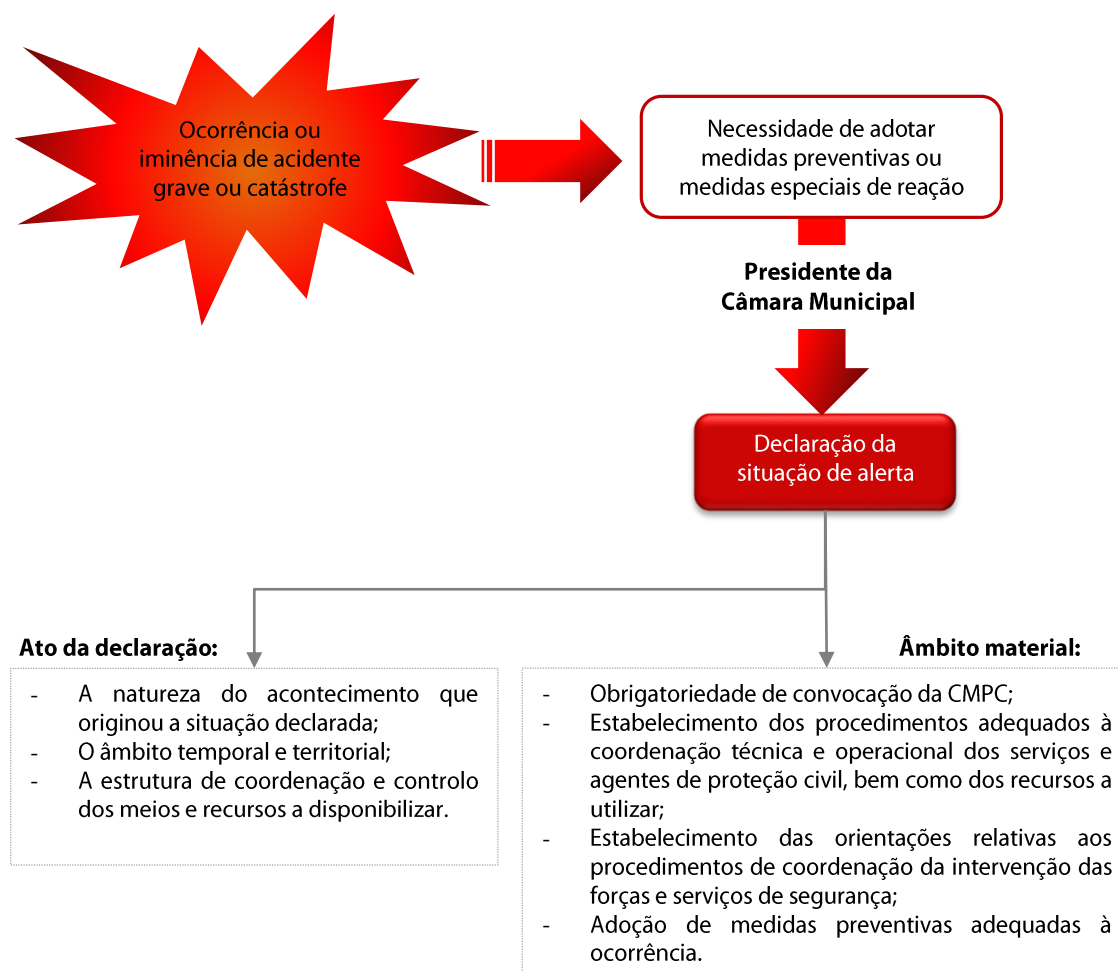 Ocorrência ou
iminência de acidente
grave ou catástrofe
Necessidade de adotar
medidas preventivas ou
medidas especiais de reação
Presidente da
Câmara Municipal
Declaração da
situação de alerta
Ato da declaração:
- A natureza do acontecimento que
originou a situação declarada;
- O âmbito temporal e territorial;
- A estrutura de coordenação e controlo
dos meios e recursos a disponibilizar.
Âmbito material:
- Obrigatoriedade de convocação da CMPC;
- Estabelecimento dos procedimentos adequados à
coordenação técnica e operacional dos serviços e
agentes de proteção civil, bem como dos recursos a
utilizar;
- Estabelecimento das orientações relativas aos
procedimentos de coordenação da intervenção das
forças e serviços de segurança;
- Adoção de medidas preventivas adequadas à
ocorrência.